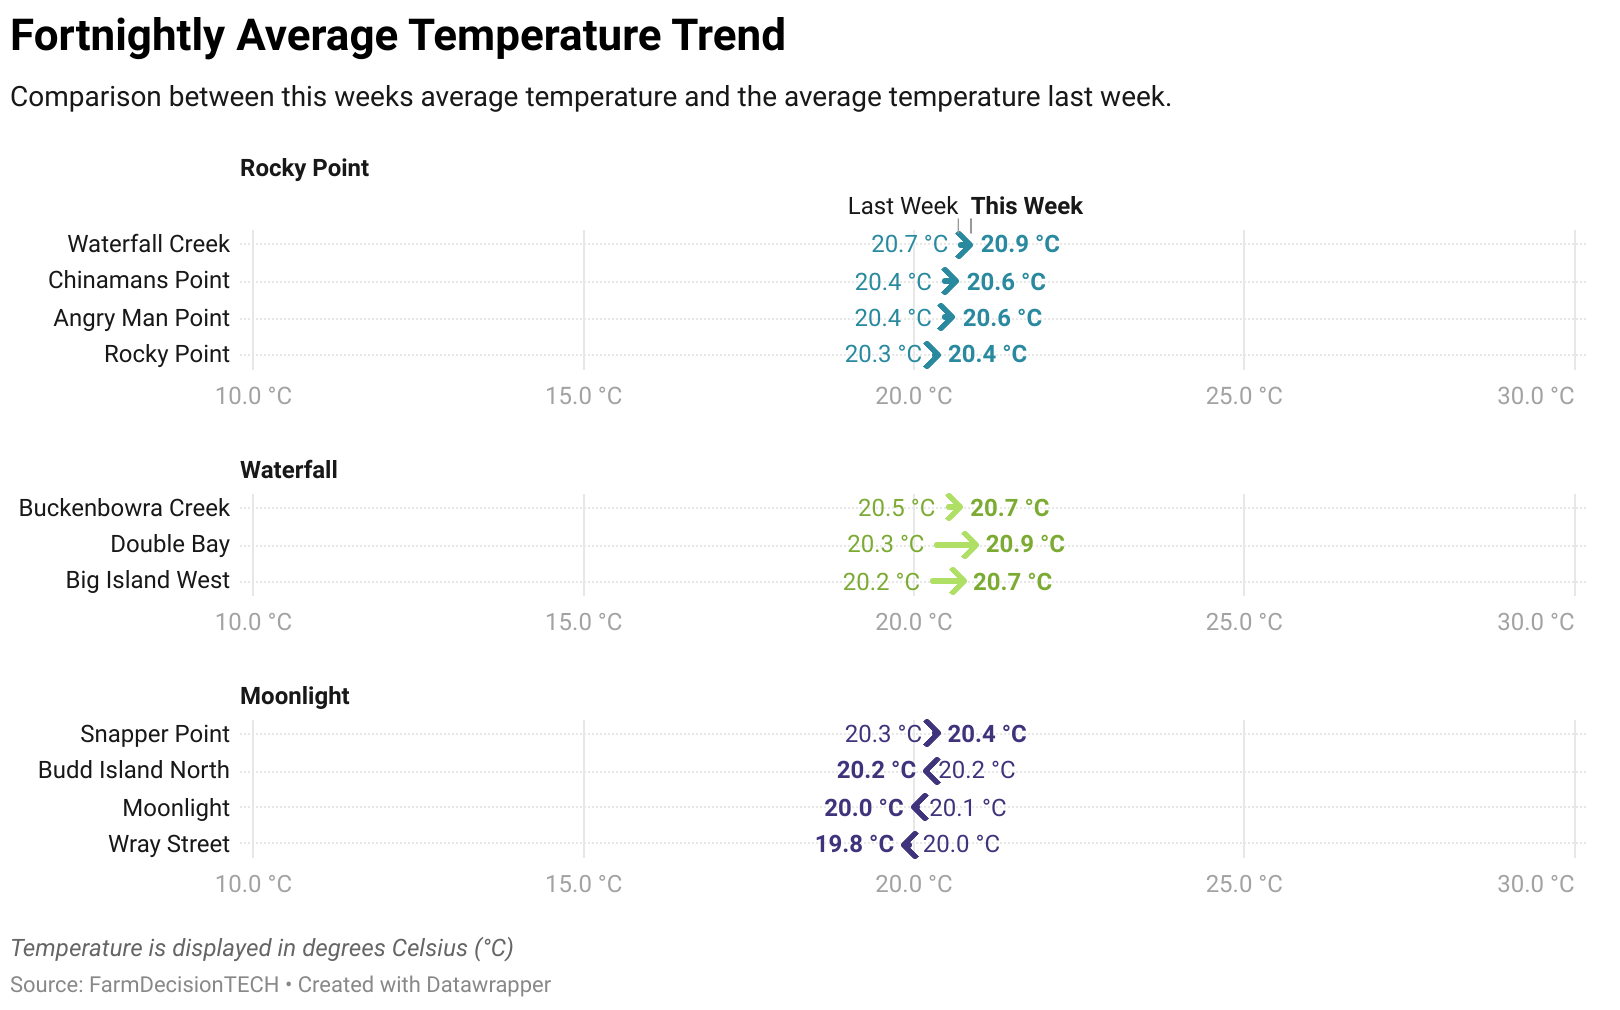 Fortnightly Average Temperature Trend
Comparison between this weeks average temperature and the average temperature last week.
Rocky Point
Last Week This Week
Waterfall Creek 20.7 °C 20.9 °C
Chinamans Point 20.4 °C 20.6 °C
Angry Man Point 20.4 °C 20.6 °C
Rocky Point 20.3 °C 20.4 °C
10.0 °C 15.0 °C 20.0 °C 25.0 °C 30.0 °C
Waterfall
Buckenbowra Creek 20.5 °C 20.7 °C
Double Bay 20.3 °C 20.9 °C
Big Island West 20.2 °C 20.7 °C
10.0 °C 15.0 °C 20.0 °C 25.0 °C 30.0 °C
Moonlight
Snapper Point 20.3 °C 20.4 °C
Budd Island North 20.2 °C 20.2 °C
Moonlight 20.0 °C 20.1 °C
Wray Street 19.8 °C 20.0 °C
10.0 °C 15.0 °C 20.0 °C 25.0 °C 30.0 °C
Temperature is displayed in degrees Celsius (°C)
Source: FarmDecisionTECH • Created with Datawrapper